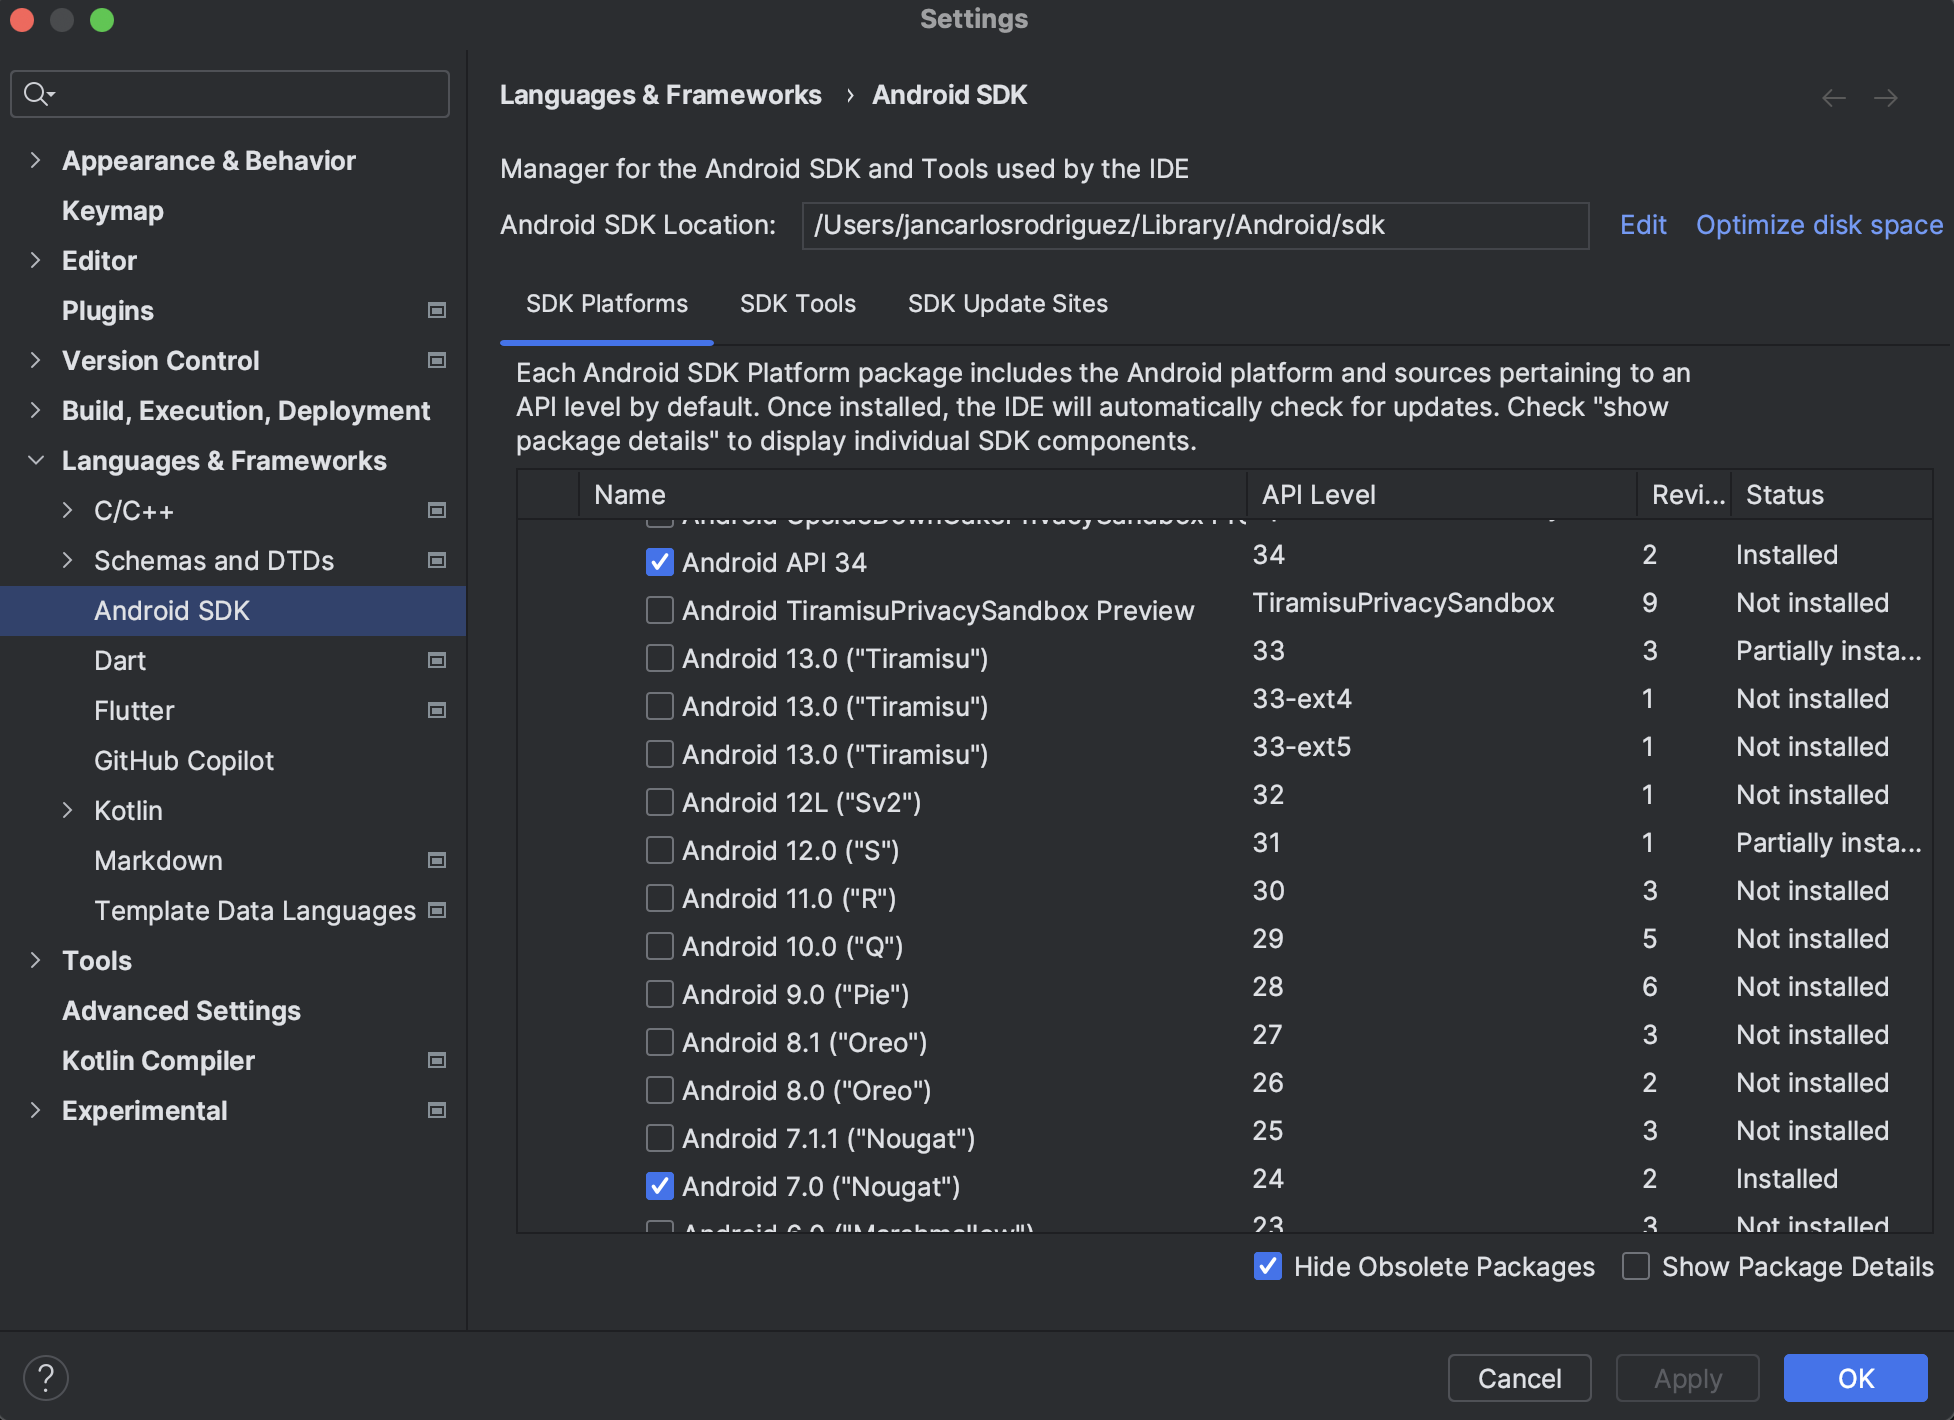 Settings
Appearance & Behavior
Keymap
Editor
Plugins
Version Control
Build, Execution, Deployment
Languages & Frameworks
C/C++
Schemas and DTDs
Android SDK
Dart
Flutter
GitHub Copilot
Kotlin
Markdown
Template Data Languages
Tools
Advanced Settings
Kotlin Compiler
Experimental
Languages & Frameworks › Android SDK
Manager for the Android SDK and Tools used by the IDE
Android SDK Location: /Users/jancarlosrodriguez/Library/Android/sdk Edit Optimize disk space
SDK Platforms SDK Tools SDK Update Sites
Each Android SDK Platform package includes the Android platform and sources pertaining to an
API level by default. Once installed, the IDE will automatically check for updates. Check "show
package details" to display individual SDK components.
Name API Level Revi... Status
Android API 34 34 2 Installed
Android TiramisuPrivacySandbox Preview TiramisuPrivacySandbox 9 Not installed
Android 13.0 ("Tiramisu") 33 3 Partially insta...
Android 13.0 ("Tiramisu") 33-ext4 1 Not installed
Android 13.0 ("Tiramisu") 33-ext5 1 Not installed
Android 12L ("Sv2") 32 1 Not installed
Android 12.0 ("S") 31 1 Partially insta...
Android 11.0 ("R") 30 3 Not installed
Android 10.0 ("Q") 29 5 Not installed
Android 9.0 ("Pie") 28 6 Not installed
Android 8.1 ("Oreo") 27 3 Not installed
Android 8.0 ("Oreo") 26 2 Not installed
Android 7.1.1 ("Nougat") 25 3 Not installed
Android 7.0 ("Nougat") 24 2 Installed
Android 6.0 ("Marshmallow") 23 3 Not installed
Hide Obsolete Packages Show Package Details
? Cancel Apply OK